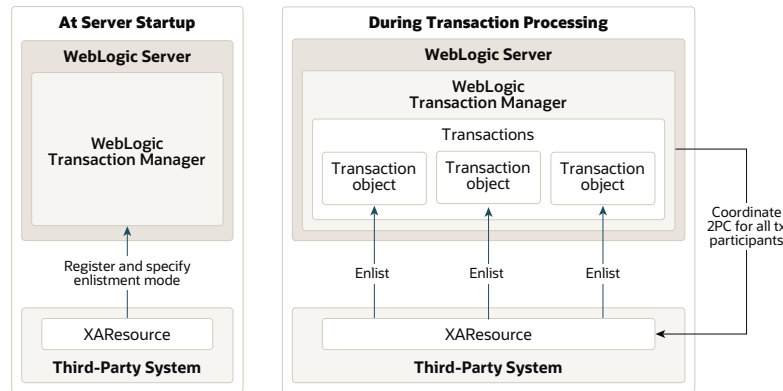 At Server Startup
WebLogic Server
WebLogic
Transaction Manager
Register and specify
enlistment mode
XAResource
Third-Party System
During Transaction Processing
WebLogic Server
WebLogic
Transaction Manager
Transactions
Transaction
object
Transaction
object
Transaction
object
Enlist
Enlist
Enlist
Coordinate
2PC for all tx
participants
XAResource
Third-Party System